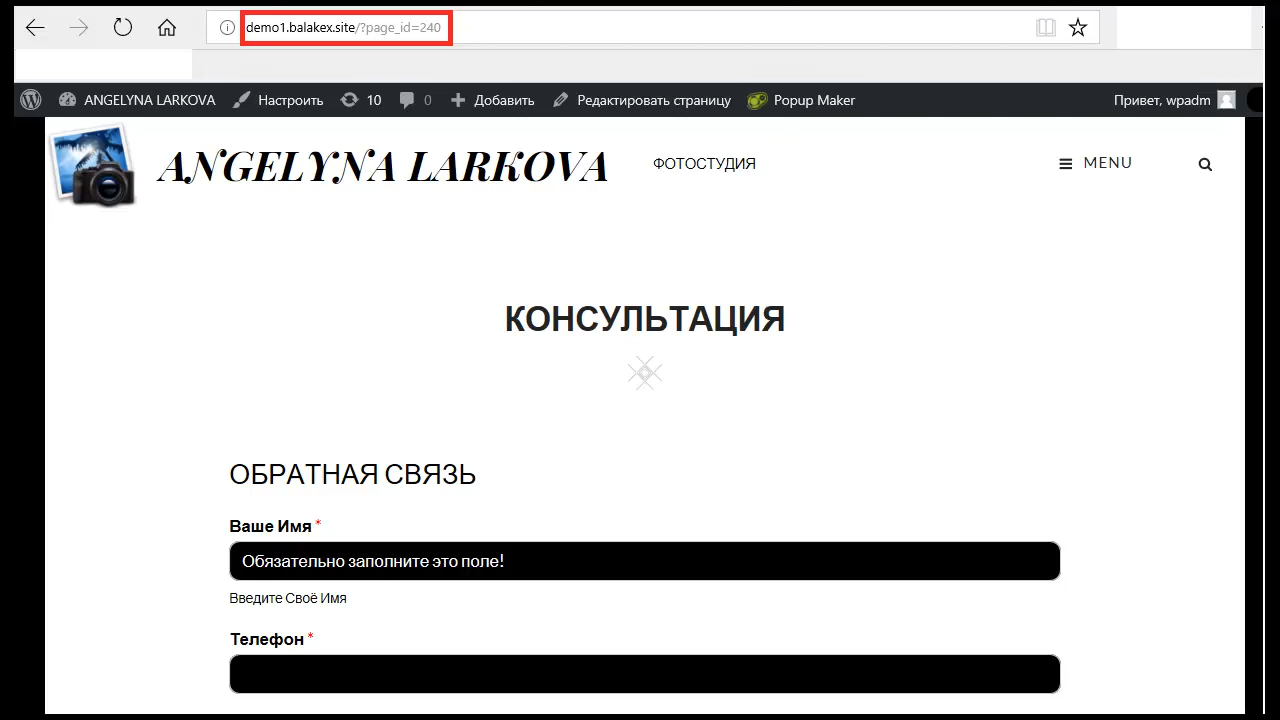 demo1.balakex.site/?page_id=240
ANGELYNA LARKOVA Настроить 10 0 Добавить Редактировать страницу Popup Maker Привет, wpadm
ANGELYNA LARKOVA ФОТОСТУДИЯ MENU
КОНСУЛЬТАЦИЯ
ОБРАТНАЯ СВЯЗЬ
Ваше Имя *
Обязательно заполните это поле!
Введите Своё Имя
Телефон *